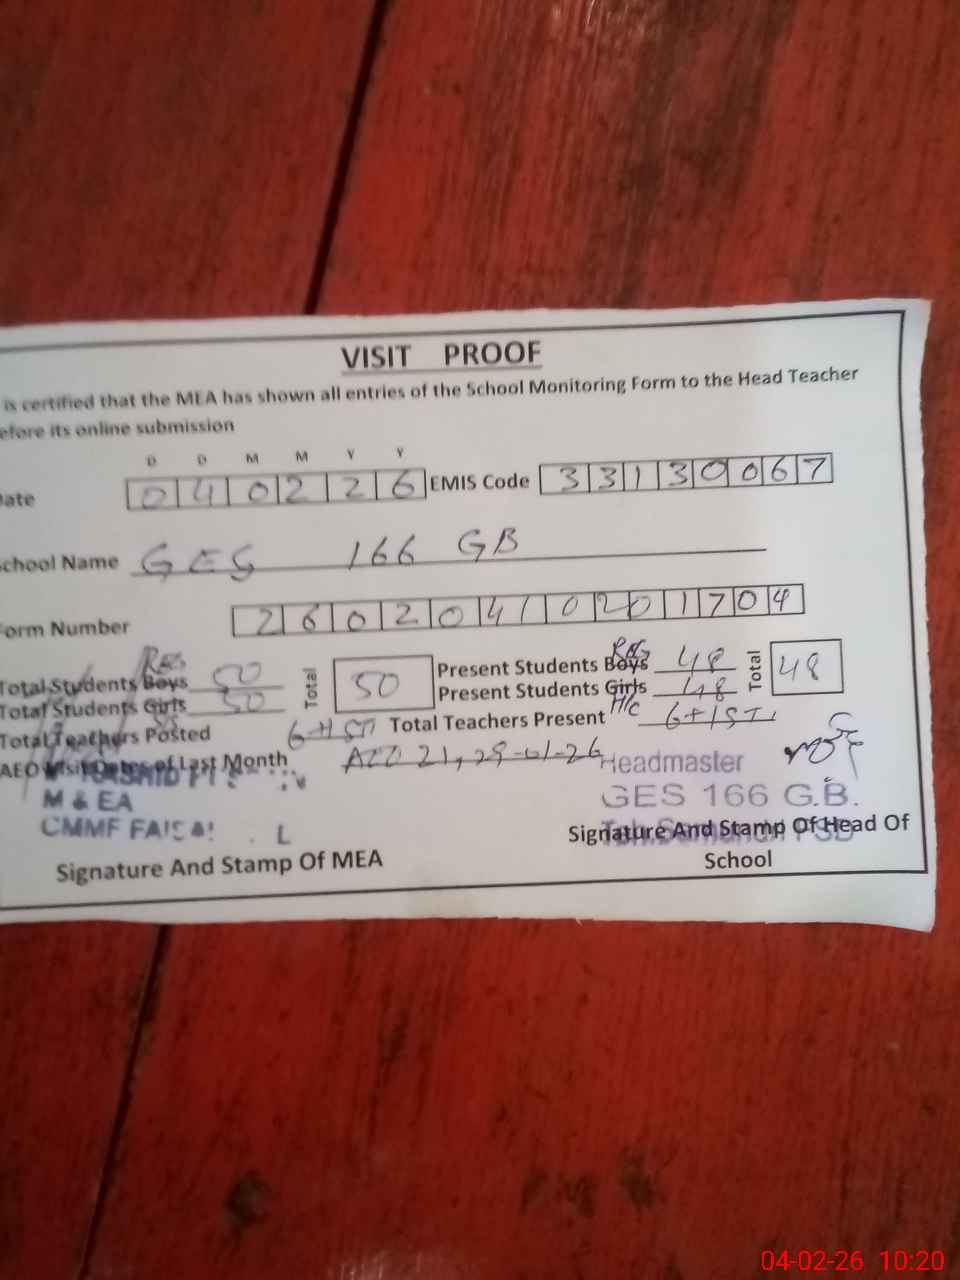 VISIT PROOF
is certified that the MEA has shown all entries of the School Monitoring Form to the Head Teacher
efore its online submission
D D M M Y Y
ate 0 4 0 2 2 6 EMIS Code 3 3 1 3 0 0 6 7
chool Name GES 166 GB
orm Number 2 6 0 2 0 4 1 0 2 0 1 7 0 4
Total Students Boys Reg 50 Total 50 Present Students Boys Reg 48 Total 48
Total Students Girls 50 Present Students Girls H/c 48
Total Teachers Posted 6+1STI Total Teachers Present 6+1STI
AEO Visit Dates of Last Month AEO 21, 29-01-26
M & EA
CMMF FAISA L
Headmaster
GES 166 G.B.
Signature And Stamp Of MEA
Signature And Stamp Of Head Of
School
04-02-26 10:20